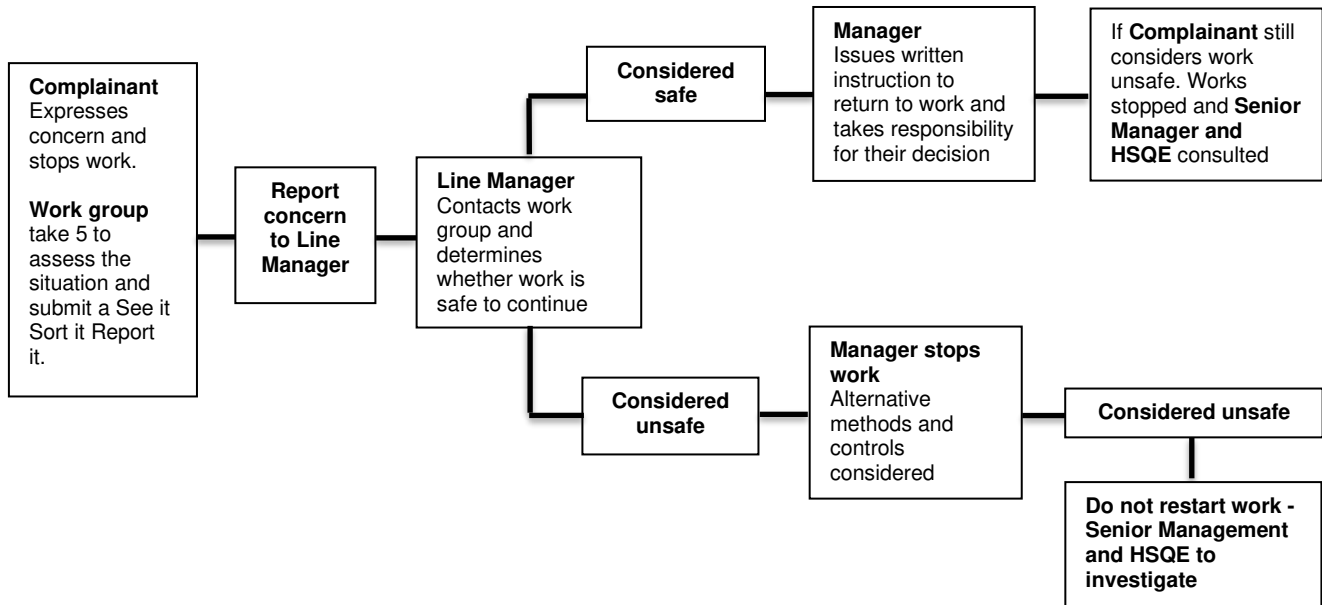 Complainant
Expresses
concern and
stops work.
Work group
take 5 to
assess the
situation and
submit a See it
Sort it Report
it.
Report
concern
to Line
Manager
Line Manager
Contacts work
group and
determines
whether work is
safe to continue
Considered
safe
Manager
Issues written
instruction to
return to work and
takes responsibility
for their decision
If Complainant still
considers work
unsafe. Works
stopped and Senior
Manager and
HSQE consulted
Considered
unsafe
Manager stops
work
Alternative
methods and
controls
considered
Considered unsafe
Do not restart work -
Senior Management
and HSQE to
investigate